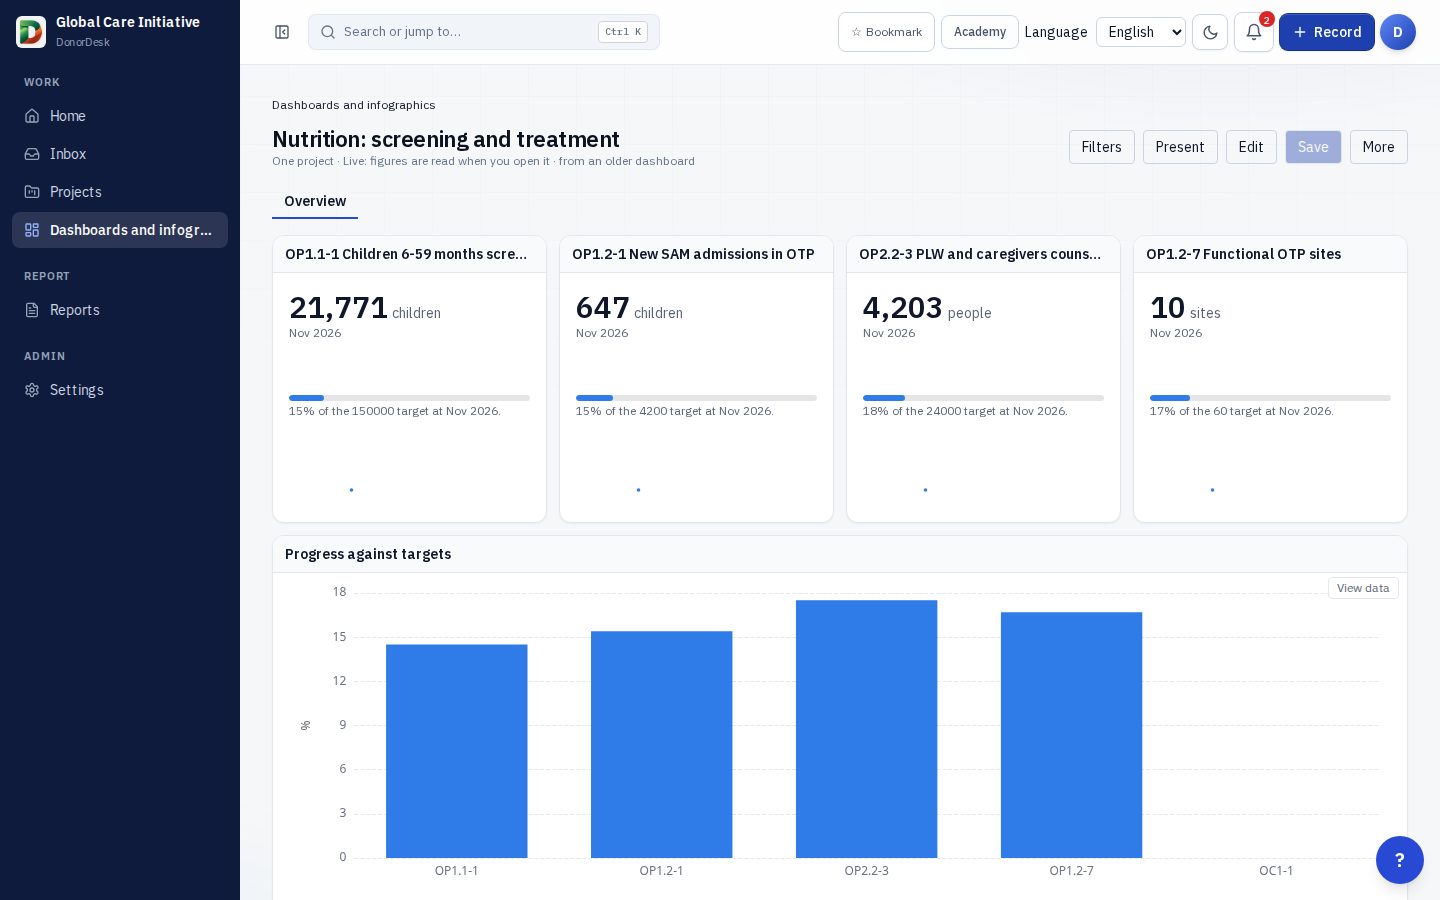 Global Care Initiative
DonorDesk
Search or jump to…
Ctrl K
☆ Bookmark
Academy
Language
English
2
+ Record
D
WORK
Home
Inbox
Projects
Dashboards and infogr…
REPORT
Reports
ADMIN
Settings
Dashboards and infographics
Nutrition: screening and treatment
One project · Live: figures are read when you open it · from an older dashboard
Filters
Present
Edit
Save
More
Overview
OP1.1-1 Children 6-59 months scre…
21,771 children
Nov 2026
15% of the 150000 target at Nov 2026.
OP1.2-1 New SAM admissions in OTP
647 children
Nov 2026
15% of the 4200 target at Nov 2026.
OP2.2-3 PLW and caregivers couns…
4,203 people
Nov 2026
18% of the 24000 target at Nov 2026.
OP1.2-7 Functional OTP sites
10 sites
Nov 2026
17% of the 60 target at Nov 2026.
Progress against targets
View data
18
15
12
9
6
3
0
%
OP1.1-1
OP1.2-1
OP2.2-3
OP1.2-7
OC1-1
?